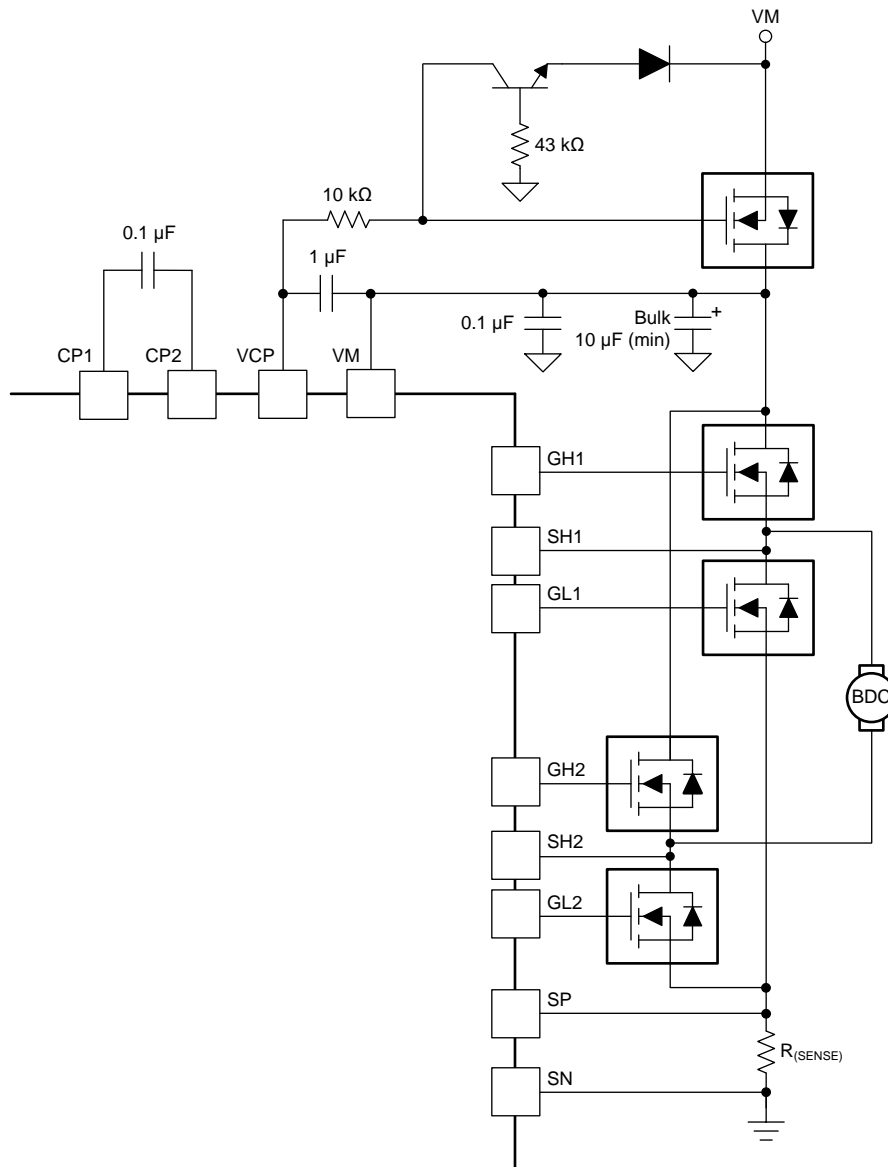 VM
43 kΩ
10 kΩ
0.1 µF
1 µF
0.1 µF
Bulk
10 µF (min)
+
CP1
CP2
VCP
VM
GH1
SH1
GL1
BDC
GH2
SH2
GL2
SP
R(SENSE)
SN